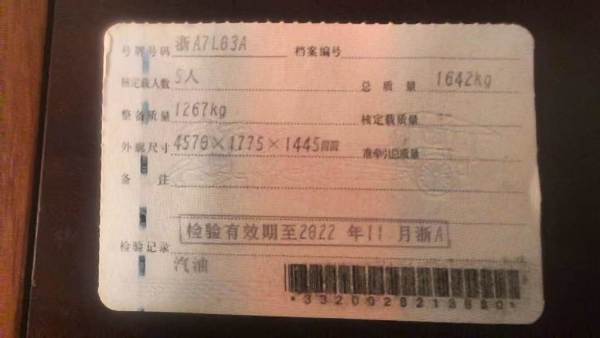 号牌号码 浙A7L63A 档案编号
核定载人数 5人 总质量 1642kg
整备质量 1267kg 核定载质量 --
外廓尺寸 4570×1775×1445mm 准牵引总质量
备注
检验有效期至2022年11月浙A
检验记录
汽油